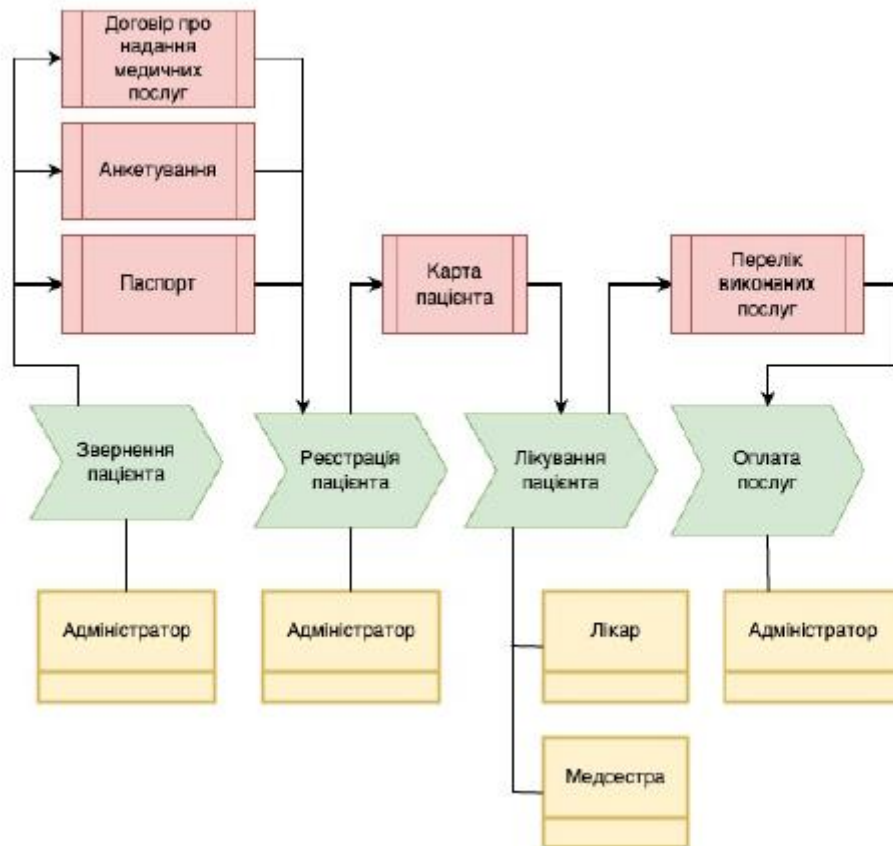 Договір про
надання
медичних
послуг
Анкетування
Паспорт
Карта
пацієнта
Перелік
виконаних
послуг
Звернення
пацієнта
Реєстрація
пацієнта
Лікування
пацієнта
Оплата
послуг
Адміністратор
Адміністратор
Лікар
Адміністратор
Медсестра